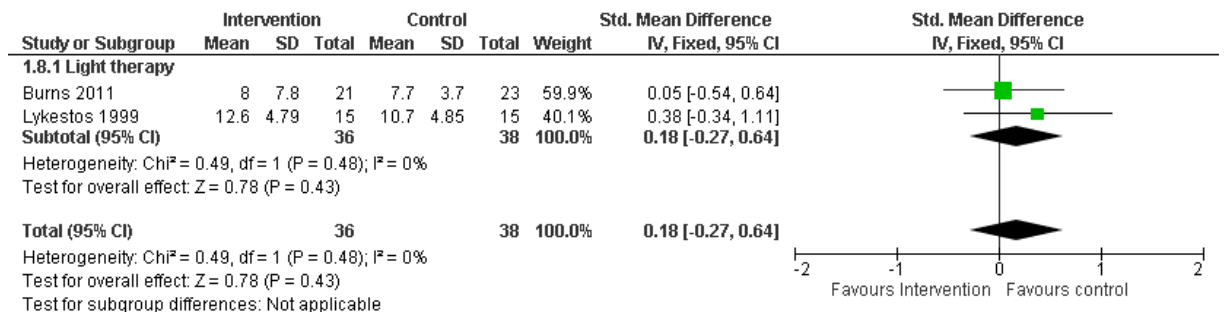 Intervention Control Std. Mean Difference Std. Mean Difference
Study or Subgroup Mean SD Total Mean SD Total Weight IV, Fixed, 95% CI IV, Fixed, 95% CI
1.8.1 Light therapy
Burns 2011 8 7.8 21 7.7 3.7 23 59.9% 0.05 [-0.54, 0.64]
Lykestos 1999 12.6 4.79 15 10.7 4.85 15 40.1% 0.38 [-0.34, 1.11]
Subtotal (95% CI) 36 38 100.0% 0.18 [-0.27, 0.64]
Heterogeneity: Chi² = 0.49, df = 1 (P = 0.48); I² = 0%
Test for overall effect: Z = 0.78 (P = 0.43)
Total (95% CI) 36 38 100.0% 0.18 [-0.27, 0.64]
Heterogeneity: Chi² = 0.49, df = 1 (P = 0.48); I² = 0%
Test for overall effect: Z = 0.78 (P = 0.43)
Test for subgroup differences: Not applicable
-2 -1 0 1 2
Favours Intervention Favours control